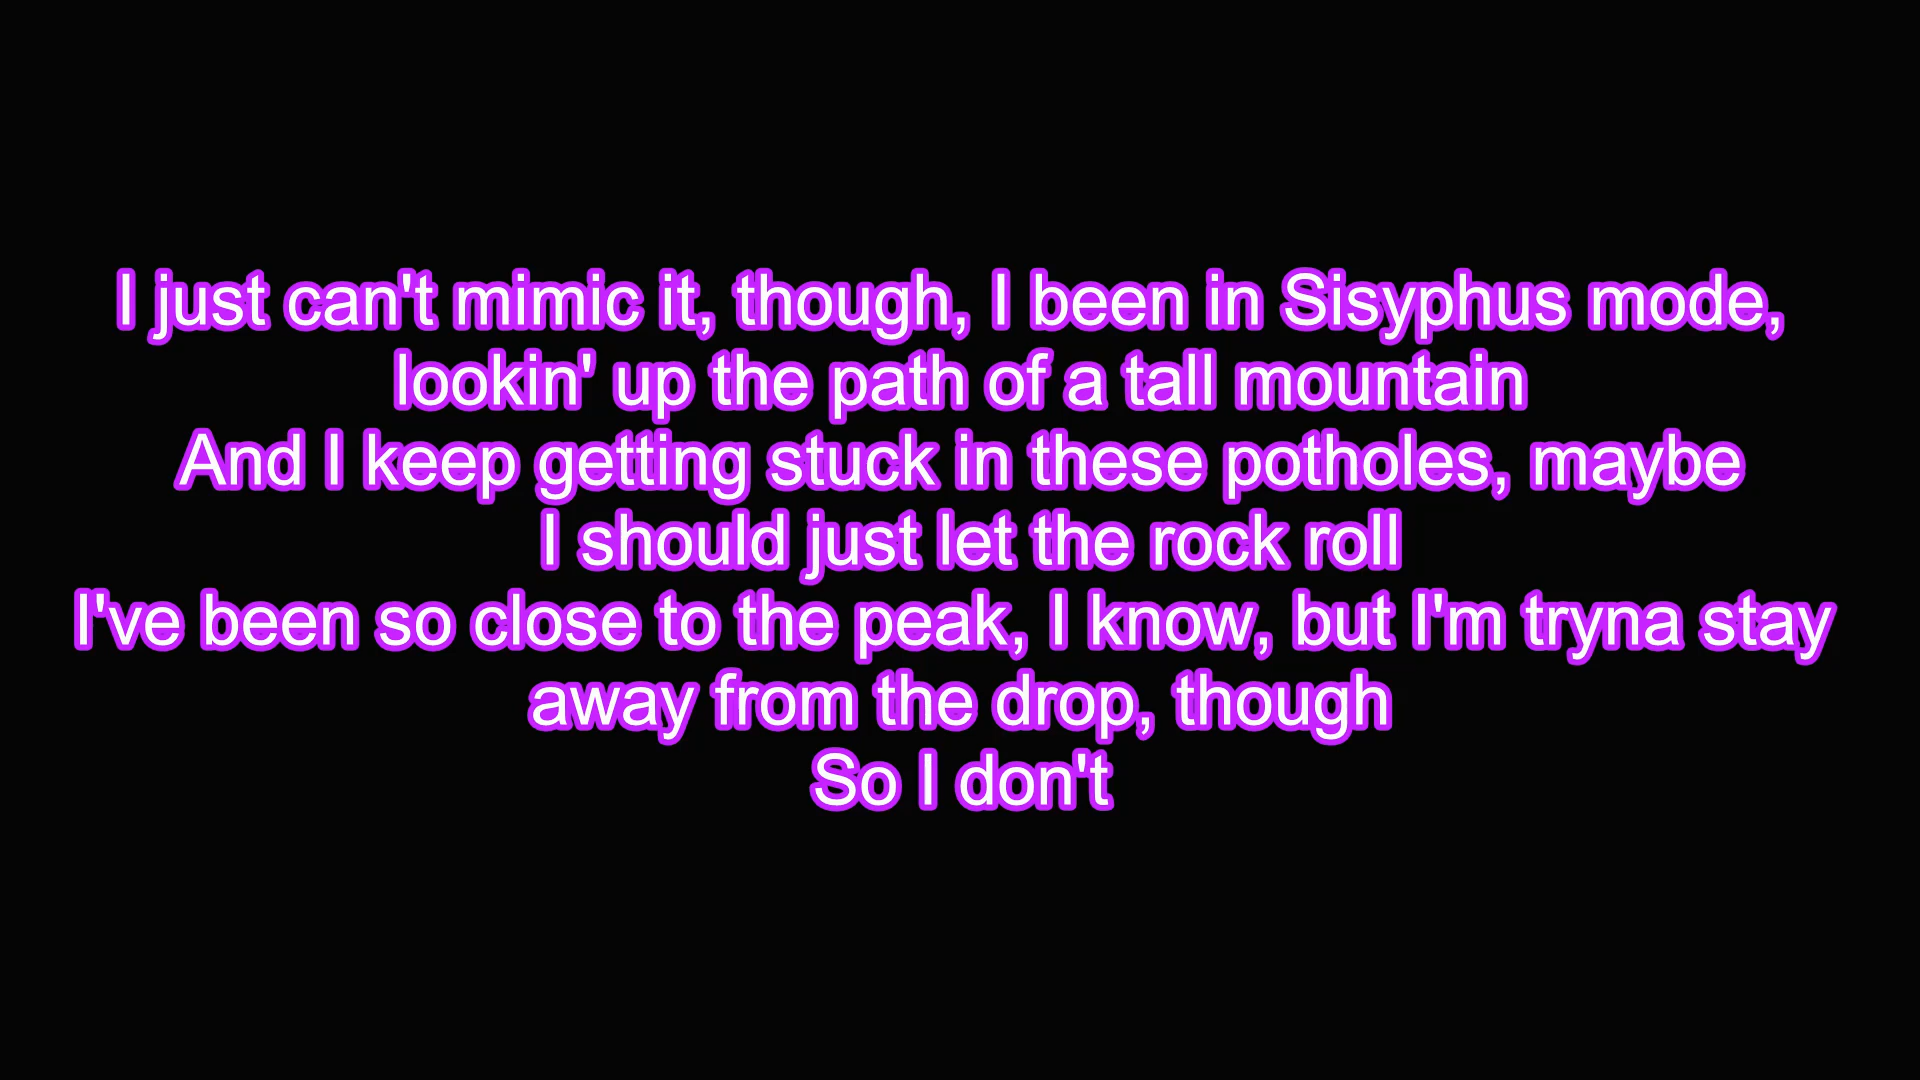 I just can't mimic it, though, I been in Sisyphus mode,
lookin' up the path of a tall mountain
And I keep getting stuck in these potholes, maybe
I should just let the rock roll
I've been so close to the peak, I know, but I'm tryna stay
away from the drop, though
So I don't